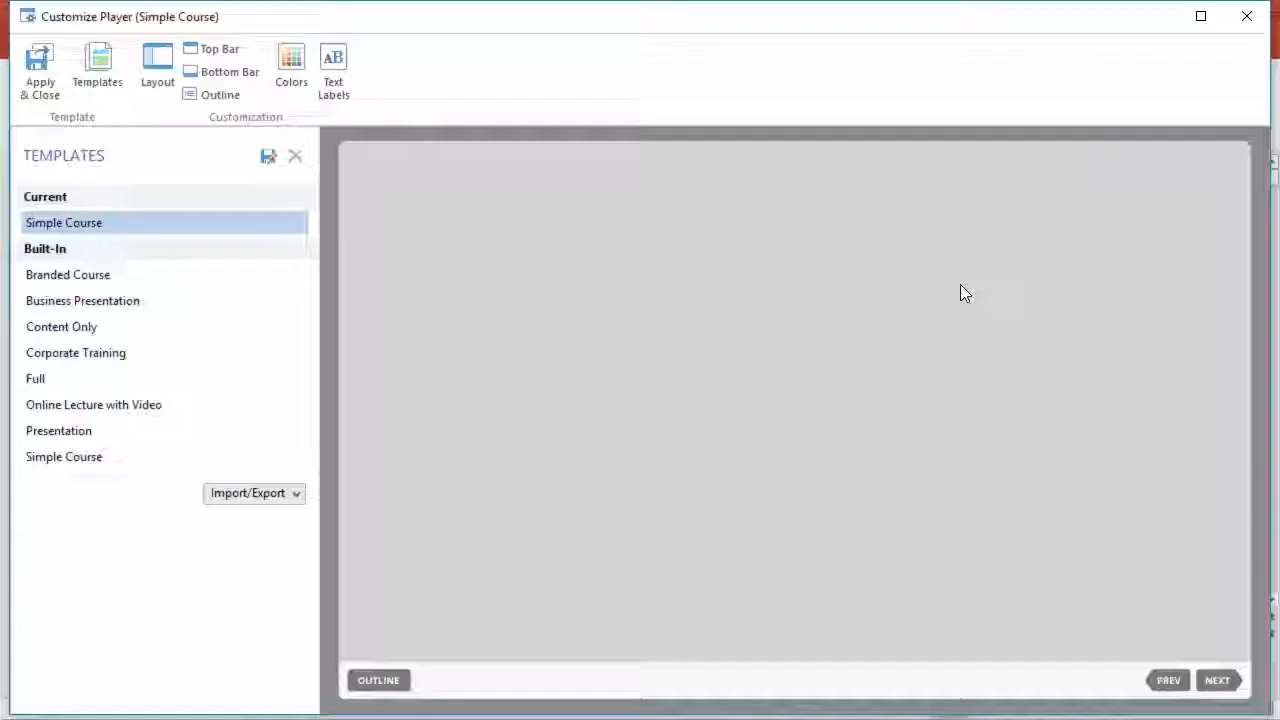 Customize Player (Simple Course)
Apply & Close
Templates
Layout
Top Bar
Bottom Bar
Outline
Colors
AB
Text Labels
Template
Customization
TEMPLATES
Current
Simple Course
Built-In
Branded Course
Business Presentation
Content Only
Corporate Training
Full
Online Lecture with Video
Presentation
Simple Course
Import/Export
OUTLINE
PREV
NEXT